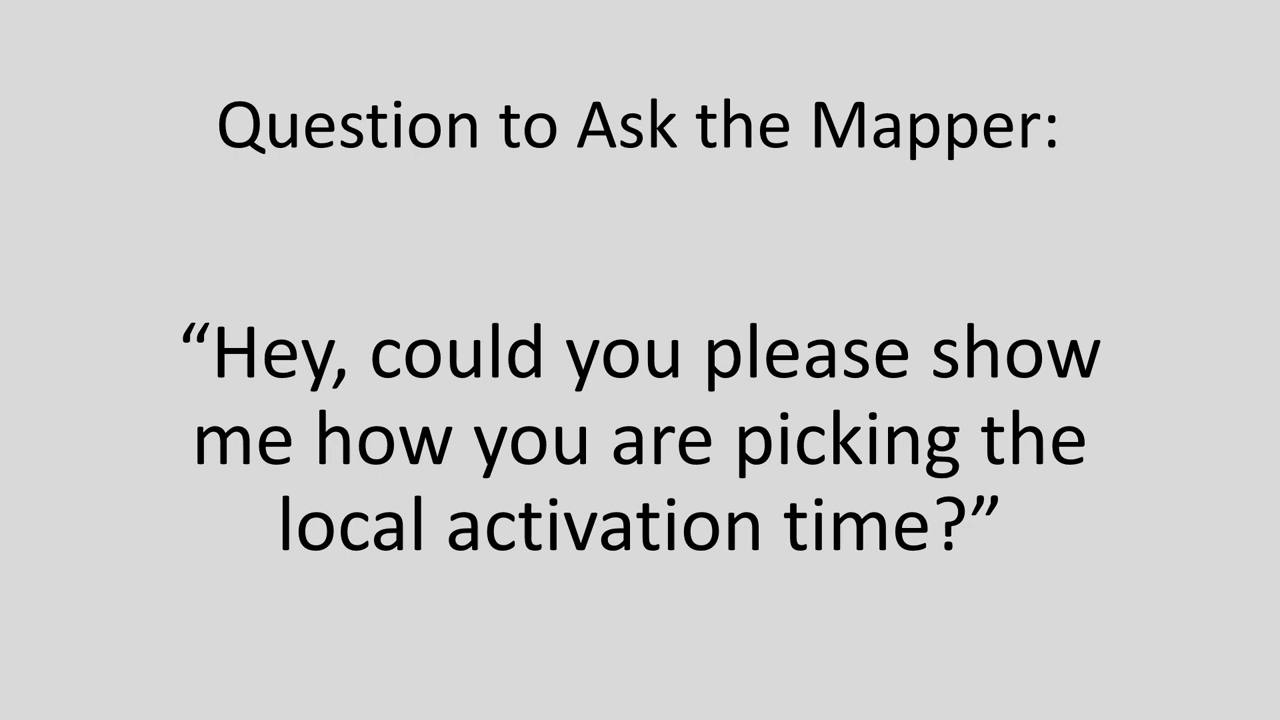 Question to Ask the Mapper:
“Hey, could you please show
me how you are picking the
local activation time?”